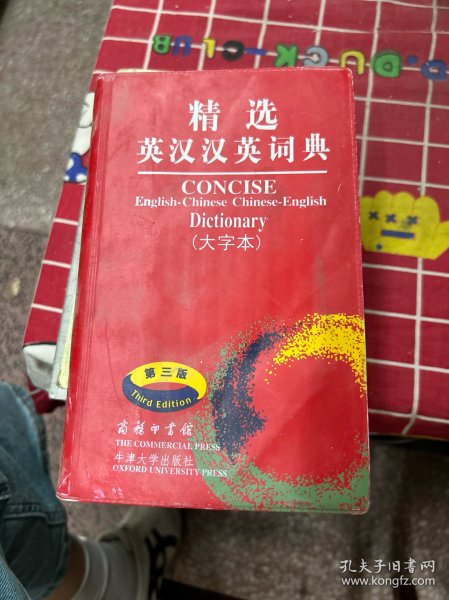 B.DUCK-CLUB
精选
英汉汉英词典
CONCISE
English-Chinese Chinese-English
Dictionary
（大字本）
第三版
Third Edition
商务印书馆
THE COMMERCIAL PRESS
牛津大学出版社
OXFORD UNIVERSITY PRESS
孔夫子旧书网
www.kongfz.com